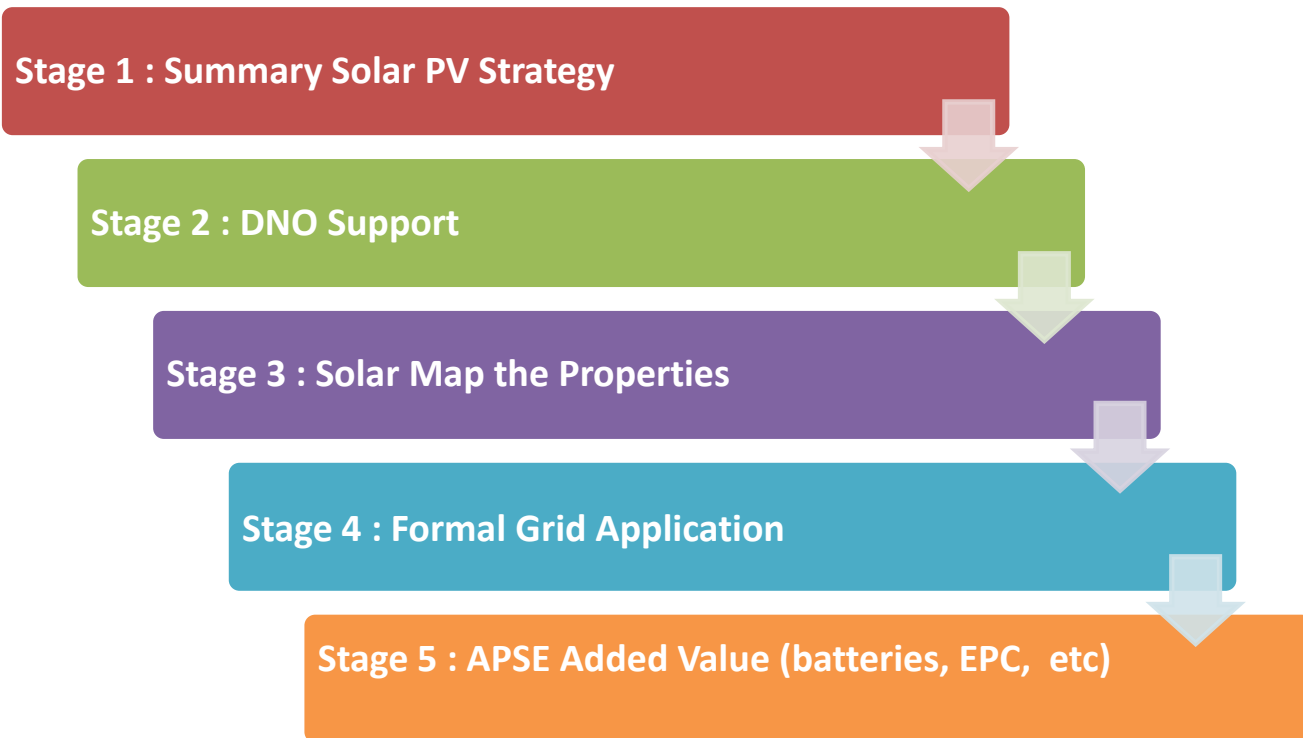 Stage 1 : Summary Solar PV Strategy
Stage 2 : DNO Support
Stage 3 : Solar Map the Properties
Stage 4 : Formal Grid Application
Stage 5 : APSE Added Value (batteries, EPC,  etc)